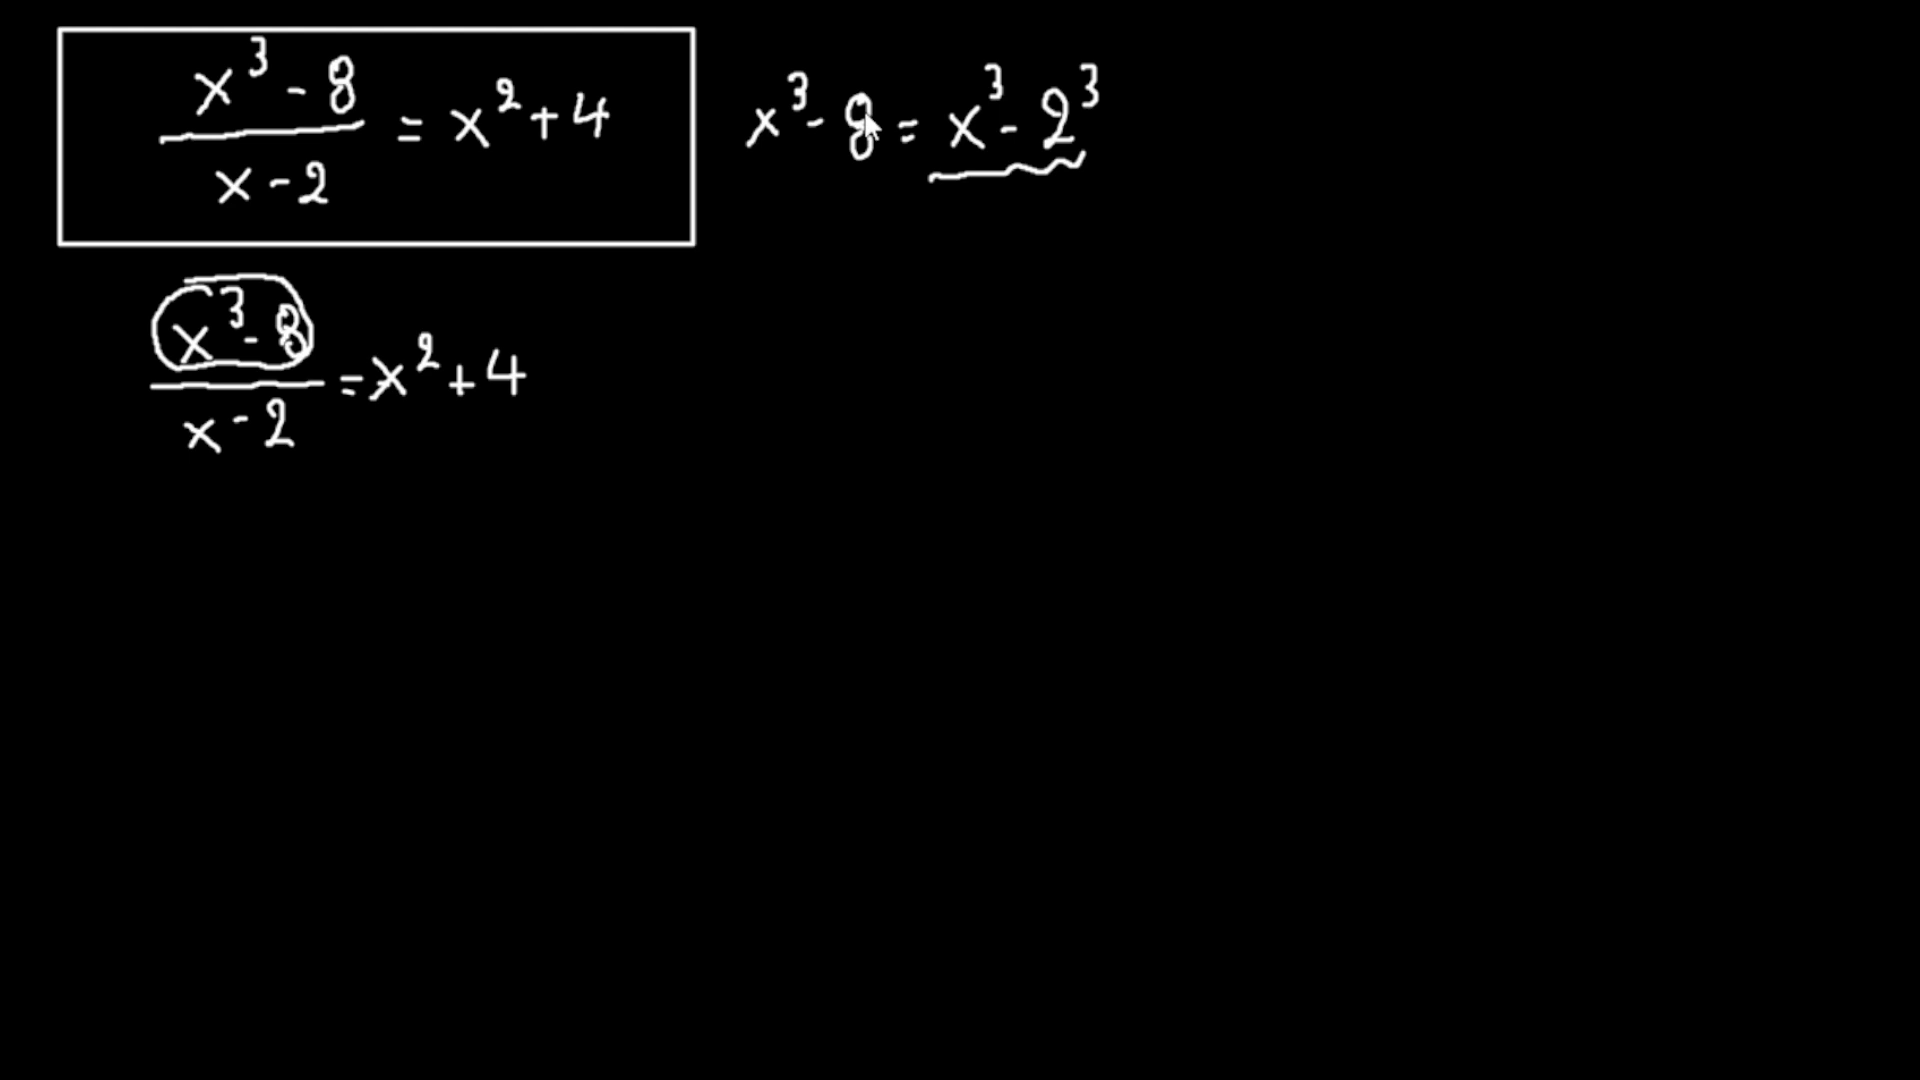 x³ - 8 / x - 2 = x² + 4
x³ - 8 = x³ - 2³
x³ - 8 / x - 2 = x² + 4